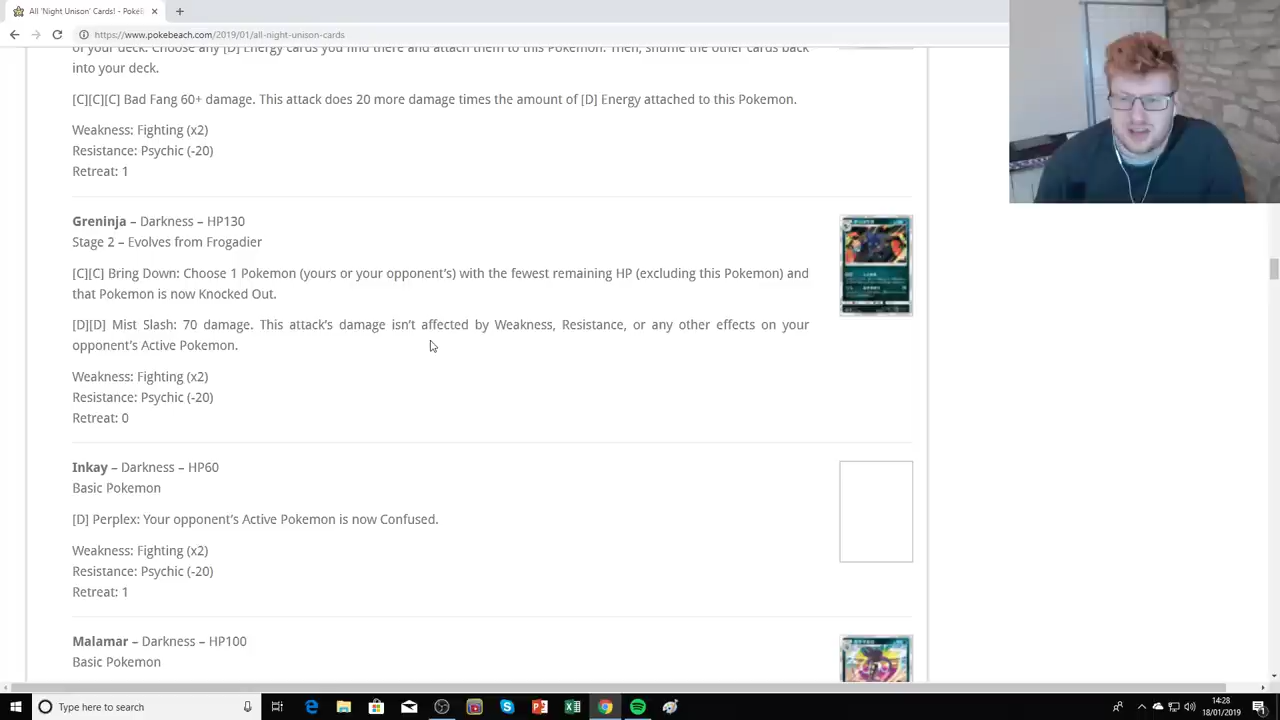 All 'Night Unison' Cards! - PokéB
https://www.pokebeach.com/2019/01/all-night-unison-cards
of your deck. Choose any [D] Energy cards you find there and attach them to this Pokemon. Then, shuffle the other cards back
into your deck.
[C][C][C] Bad Fang 60+ damage. This attack does 20 more damage times the amount of [D] Energy attached to this Pokemon.
Weakness: Fighting (x2)
Resistance: Psychic (-20)
Retreat: 1
Greninja – Darkness – HP130
Stage 2 – Evolves from Frogadier
[C][C] Bring Down: Choose 1 Pokemon (yours or your opponent's) with the fewest remaining HP (excluding this Pokemon) and
that Pokemon is now Knocked Out.
[D][D] Mist Slash: 70 damage. This attack's damage isn't affected by Weakness, Resistance, or any other effects on your
opponent's Active Pokemon.
Weakness: Fighting (x2)
Resistance: Psychic (-20)
Retreat: 0
Inkay – Darkness – HP60
Basic Pokemon
[D] Perplex: Your opponent's Active Pokemon is now Confused.
Weakness: Fighting (x2)
Resistance: Psychic (-20)
Retreat: 1
Malamar – Darkness – HP100
Basic Pokemon
Type here to search
14:28
18/01/2019